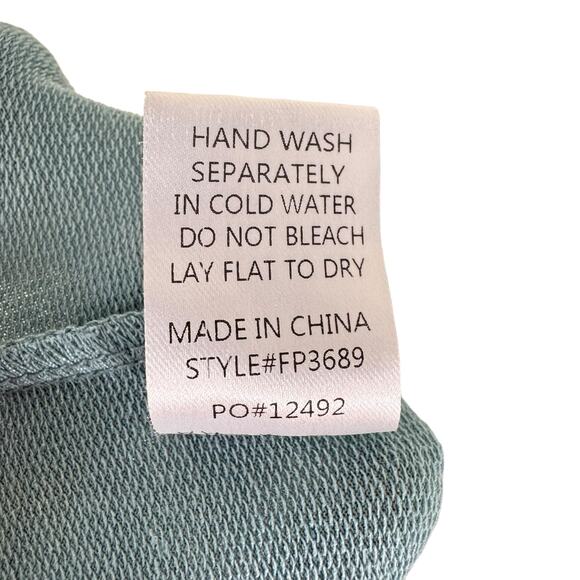 HAND WASH
SEPARATELY
IN COLD WATER
DO NOT BLEACH
LAY FLAT TO DRY
MADE IN CHINA
STYLE#FP3689
PO#12492